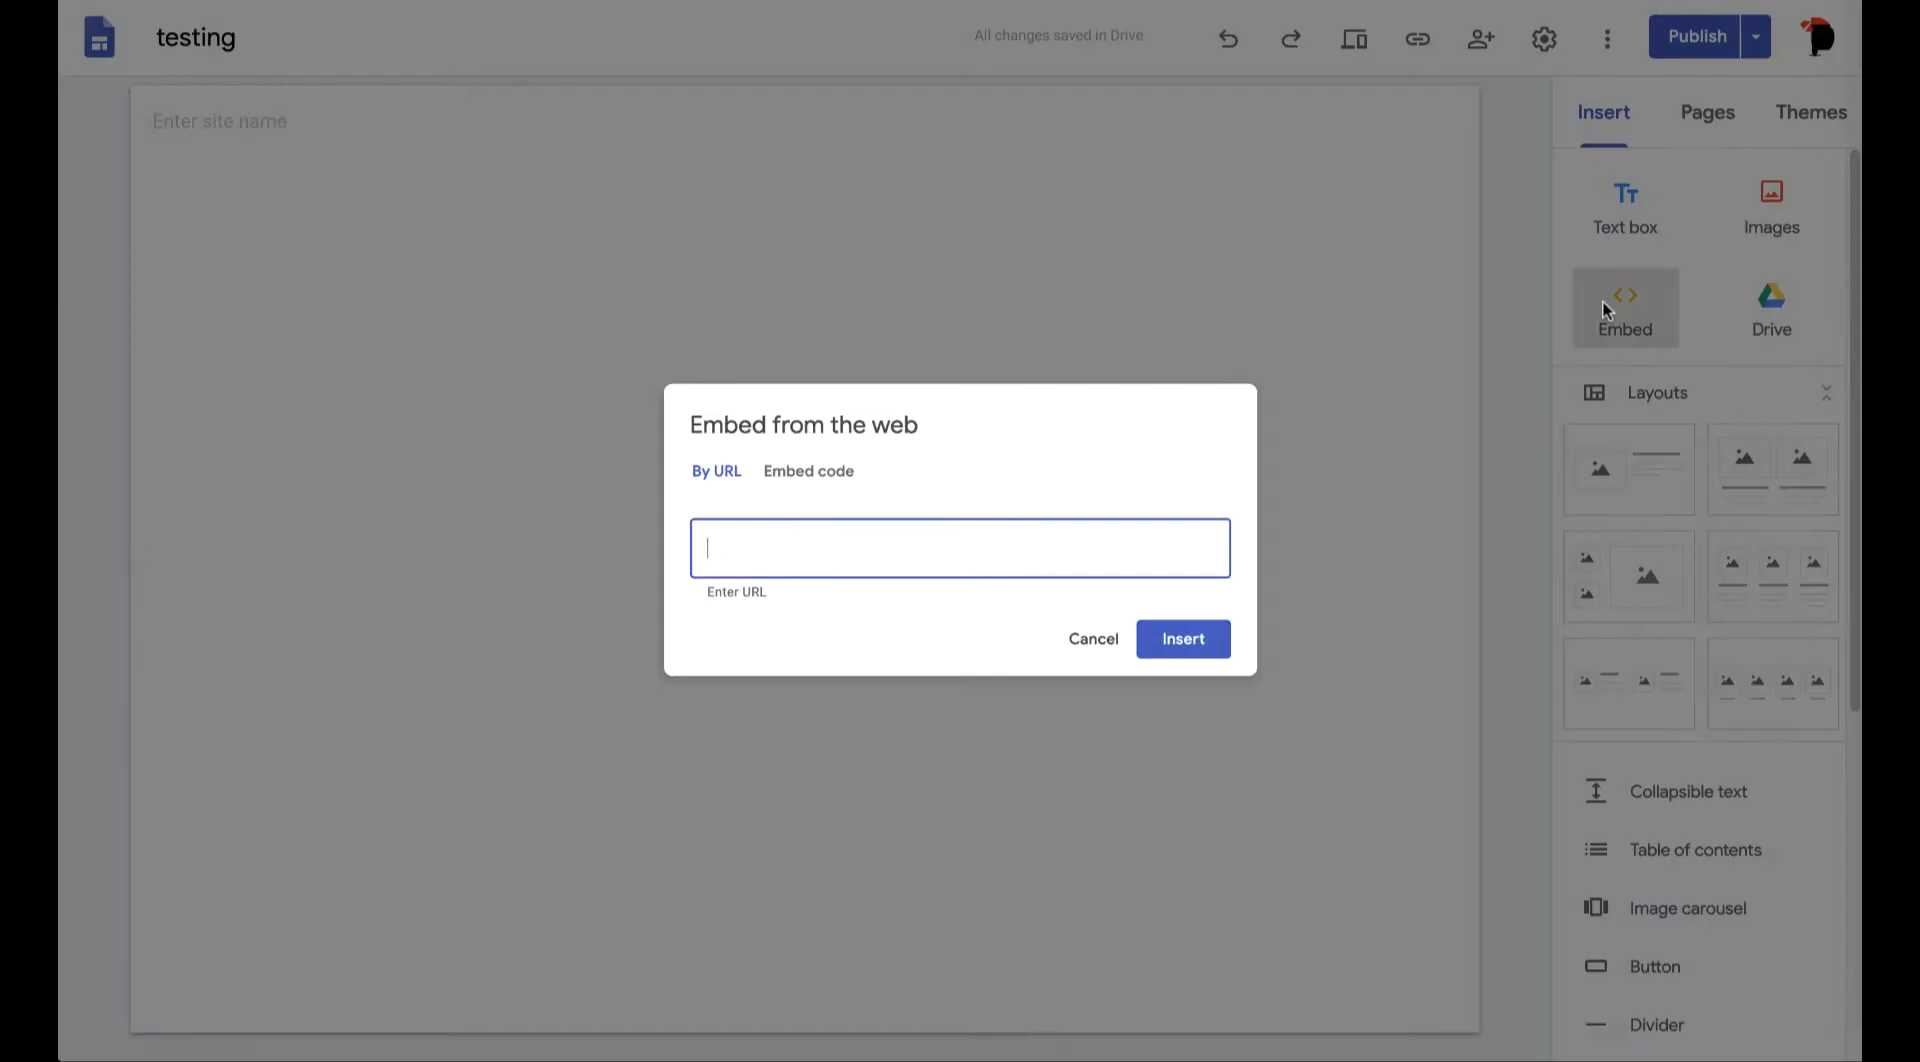 testing
All changes saved in Drive
Publish
Enter site name
Insert
Pages
Themes
Text box
Images
Embed
Drive
Layouts
Embed from the web
By URL
Embed code
Enter URL
Cancel
Insert
Collapsible text
Table of contents
Image carousel
Button
Divider